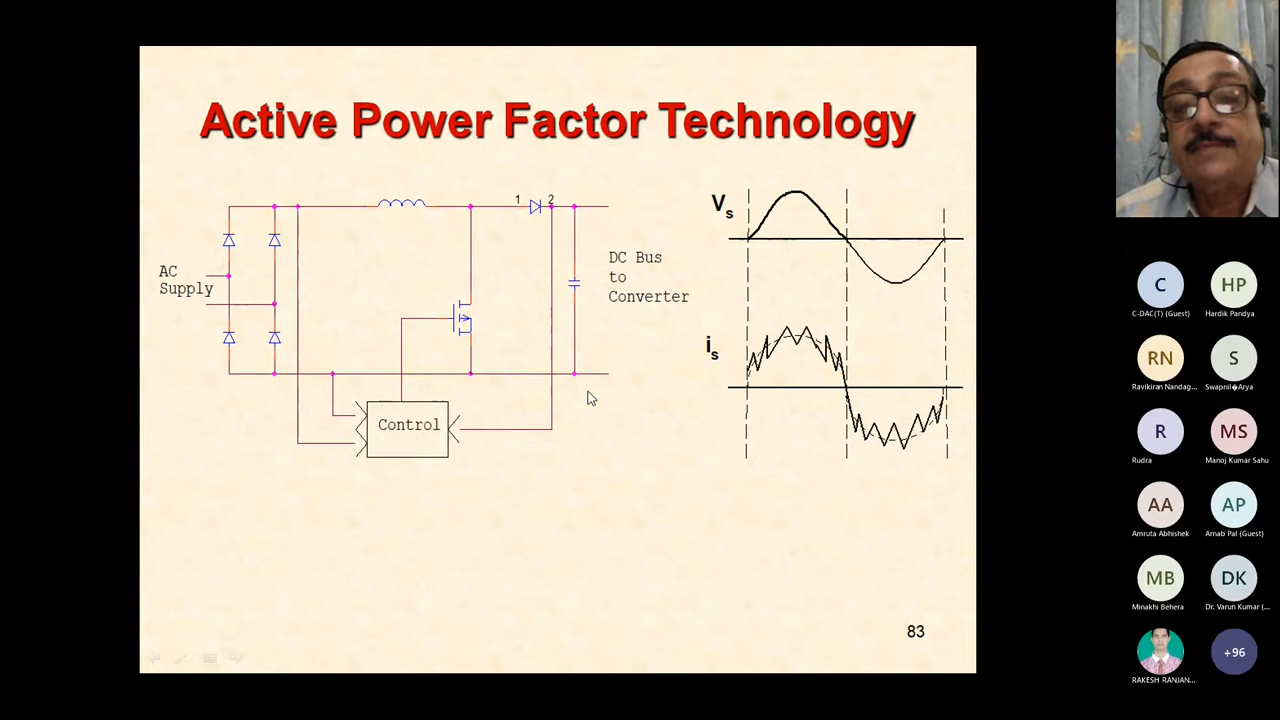 Active Power Factor Technology
AC
Supply
1 2
DC Bus
to
Converter
Control
Vs
is
83
C
C-DAC(T) (Guest)
HP
Hardik Pandya
RN
Ravikiran Nandag...
S
Swapnil�Arya
R
Rudra
MS
Manoj Kumar Sahu
AA
Amruta Abhishek
AP
Arnab Pal (Guest)
MB
Minakhi Behera
DK
Dr. Varun Kumar (...
RAKESH RANJAN...
+96